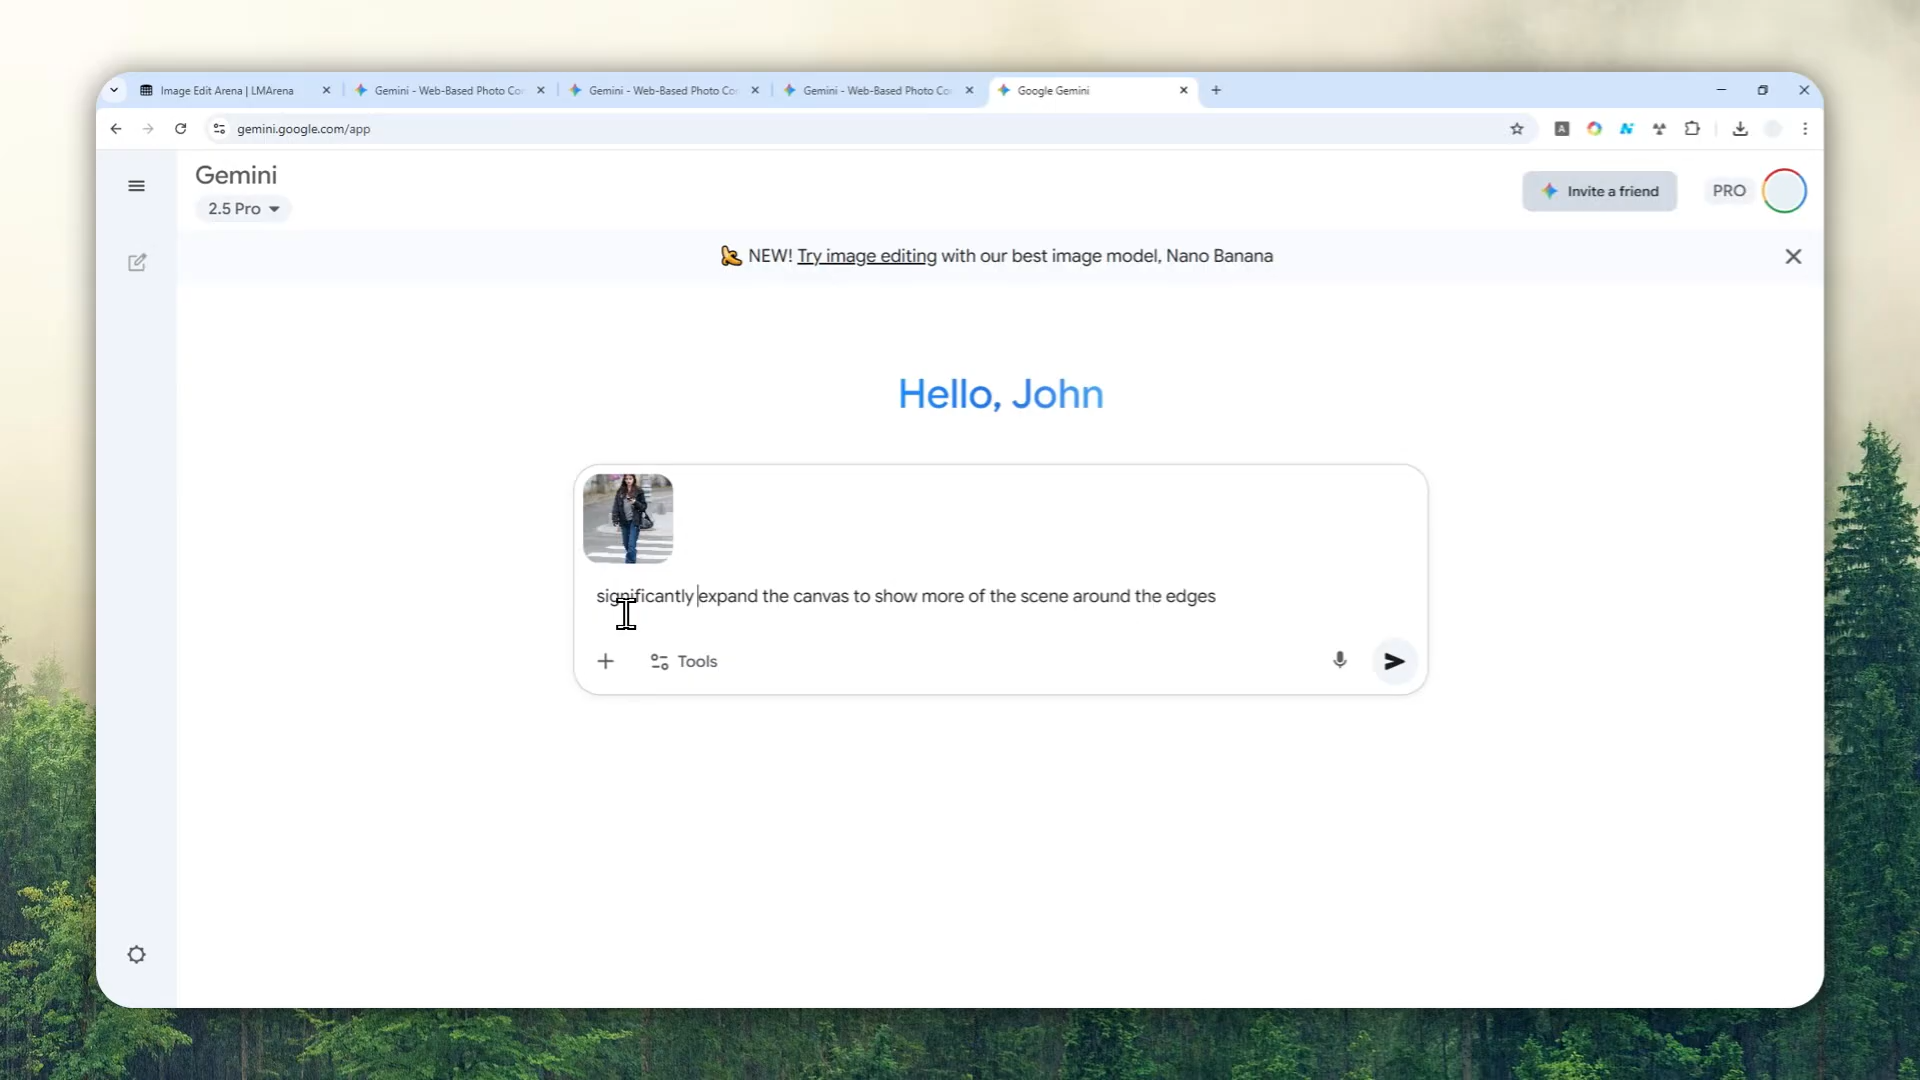 Image Edit Arena | LMArena
Gemini - Web-Based Photo Co
Gemini - Web-Based Photo Co
Gemini - Web-Based Photo Co
Google Gemini
gemini.google.com/app
A
Gemini
2.5 Pro
Invite a friend
PRO
NEW! Try image editing with our best image model, Nano Banana
Hello, John
significantly expand the canvas to show more of the scene around the edges
Tools